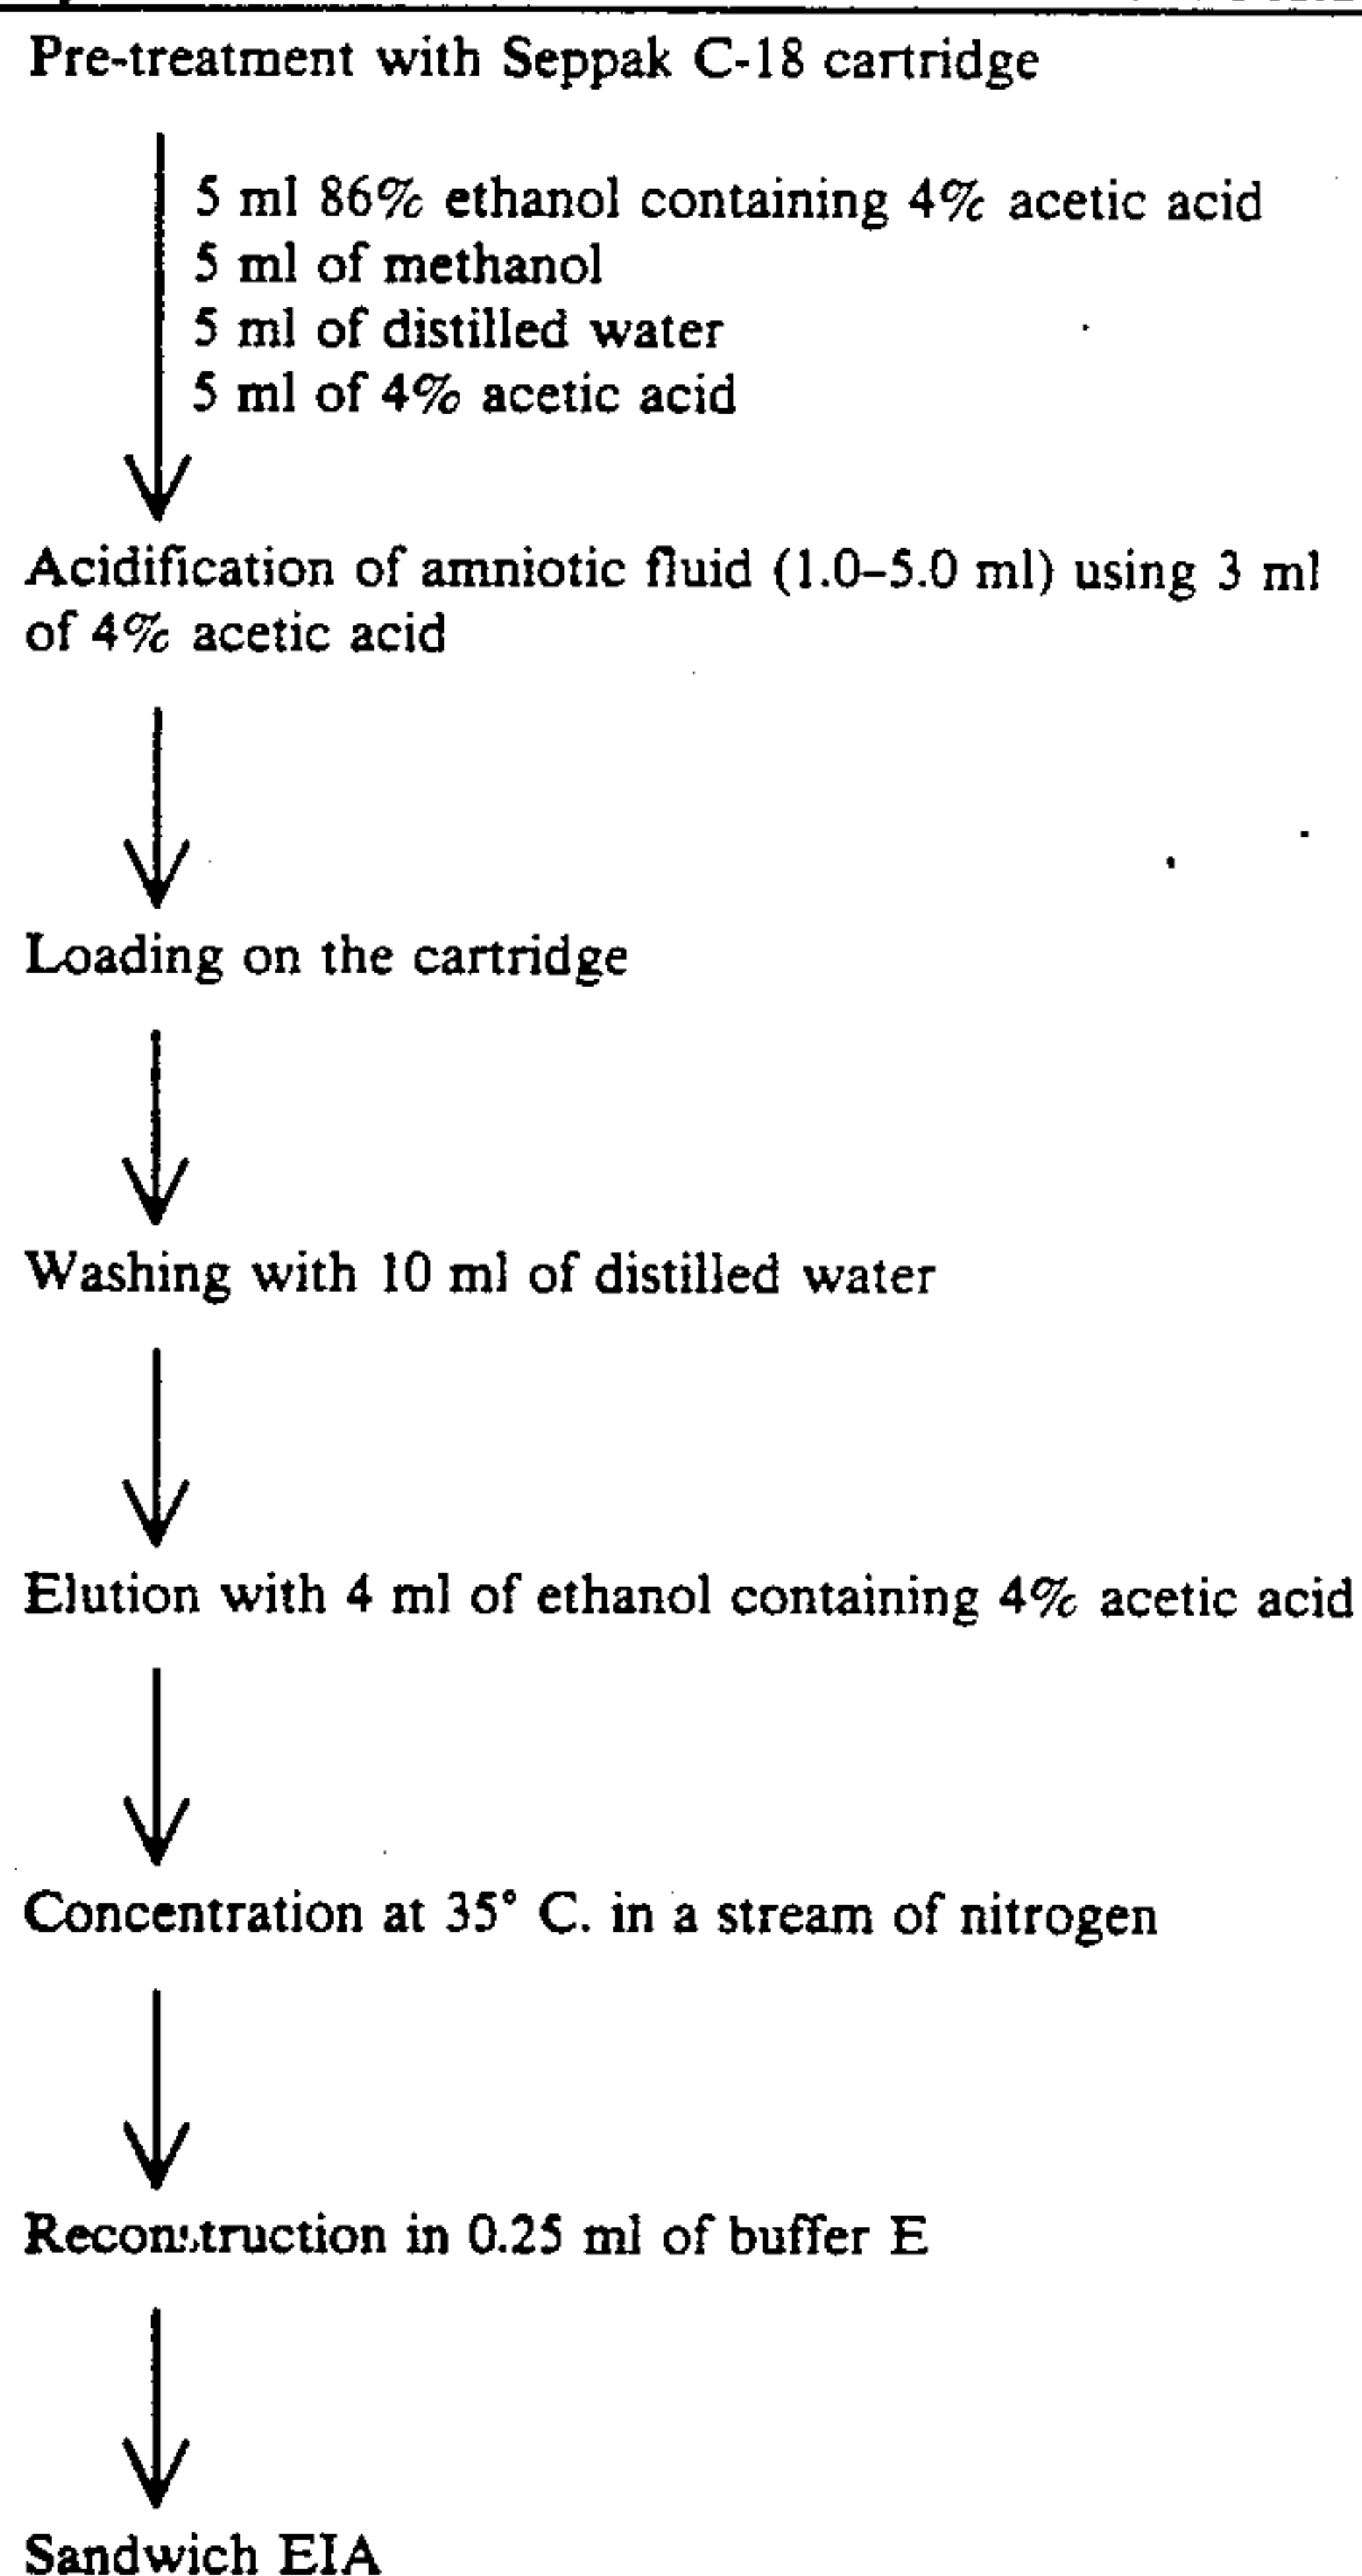 Pre-treatment with Seppak C-18 cartridge
5 ml 86% ethanol containing 4% acetic acid
5 ml of methanol
5 ml of distilled water
5 ml of 4% acetic acid
Acidification of amniotic fluid (1.0–5.0 ml) using 3 ml
of 4% acetic acid
Loading on the cartridge
Washing with 10 ml of distilled water
Elution with 4 ml of ethanol containing 4% acetic acid
Concentration at 35° C. in a stream of nitrogen
Reconstruction in 0.25 ml of buffer E
Sandwich EIA